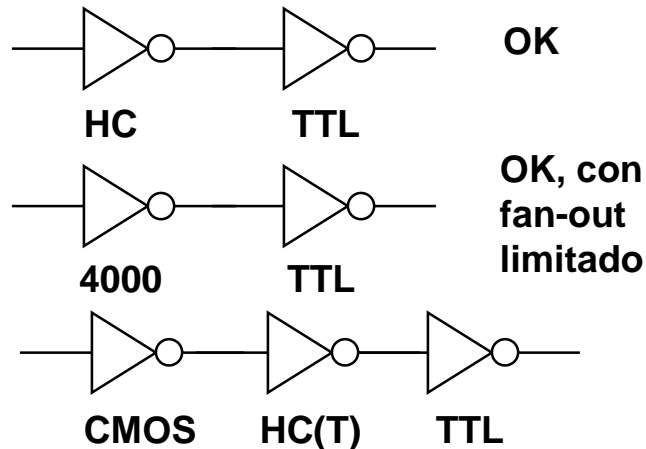 OK
HC TTL
OK, con
fan-out
limitado
4000 TTL
CMOS HC(T) TTL